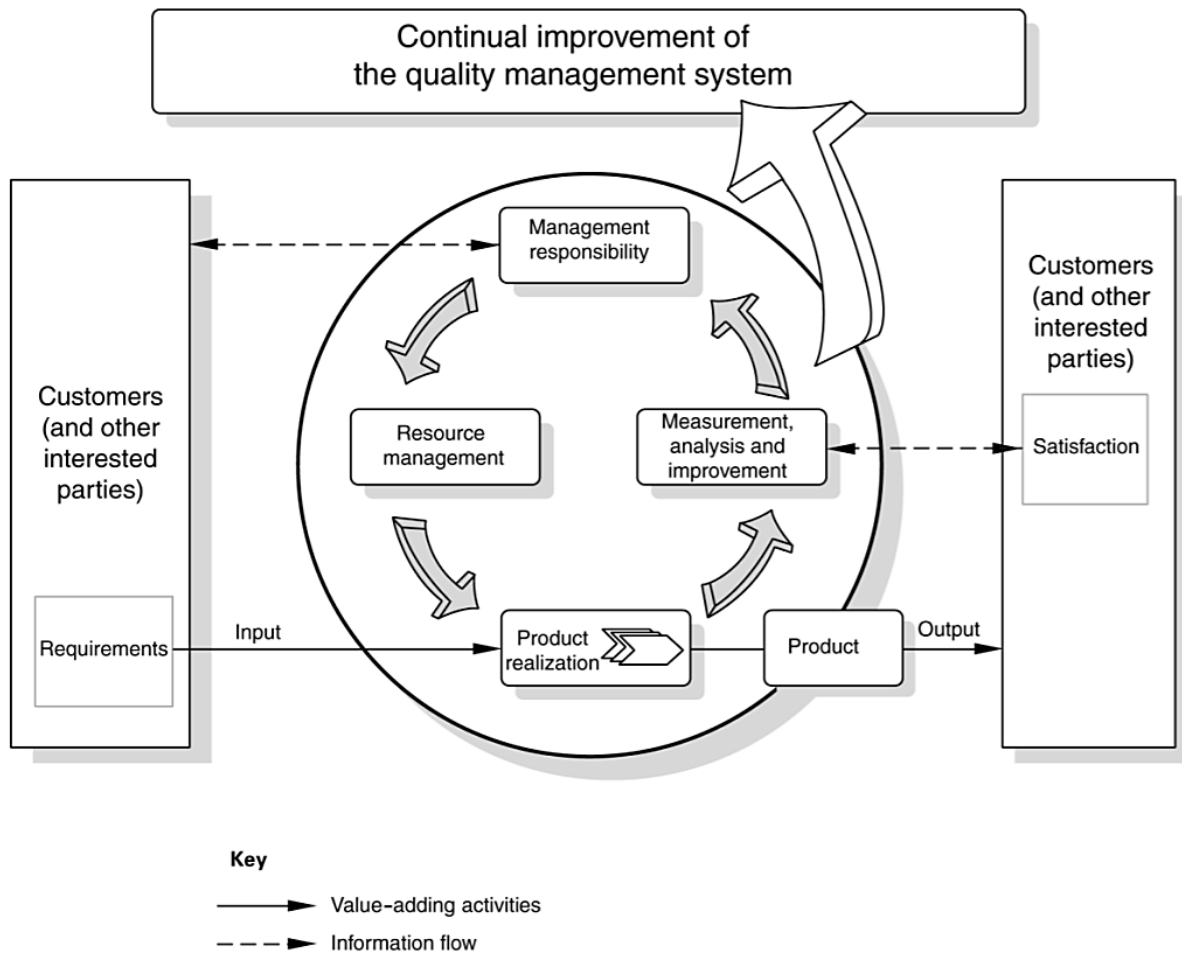 Continual improvement of
the quality management system
Management
responsibility
Customers
(and other
interested
parties)
Customers
(and other
interested
parties)
Resource
management
Measurement,
analysis and
improvement
Satisfaction
Requirements
Input
Product
realization
Product
Output
Key
Value-adding activities
Information flow